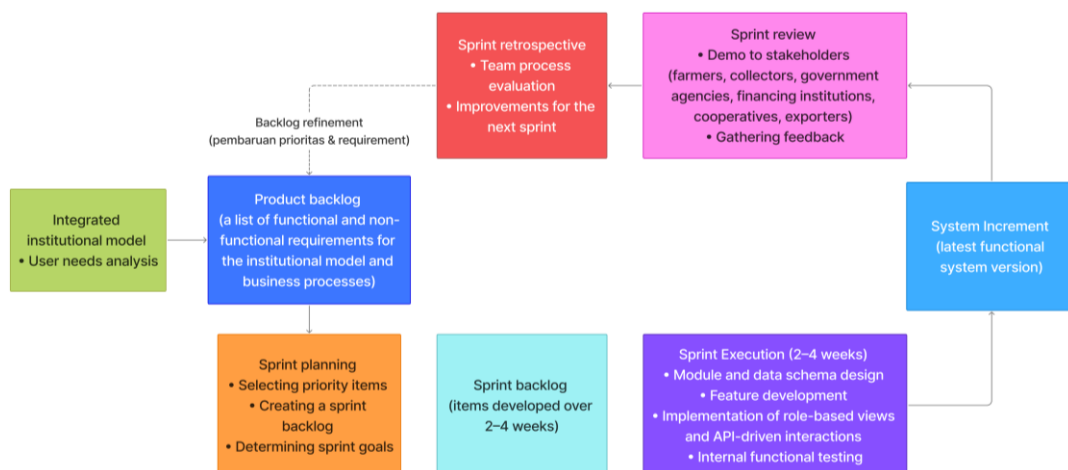 Sprint retrospective
• Team process
evaluation
• Improvements for the
next sprint
Sprint review
• Demo to stakeholders
(farmers, collectors, government
agencies, financing institutions,
cooperatives, exporters)
• Gathering feedback
Backlog refinement
(pembaruan prioritas & requirement)
Integrated
institutional model
• User needs analysis
Product backlog
(a list of functional and non-
functional requirements for
the institutional model and
business processes)
System Increment
(latest functional
system version)
Sprint planning
• Selecting priority items
• Creating a sprint
backlog
• Determining sprint goals
Sprint backlog
(items developed over
2–4 weeks)
Sprint Execution (2–4 weeks)
• Module and data schema design
• Feature development
• Implementation of role-based views
and API-driven interactions
• Internal functional testing